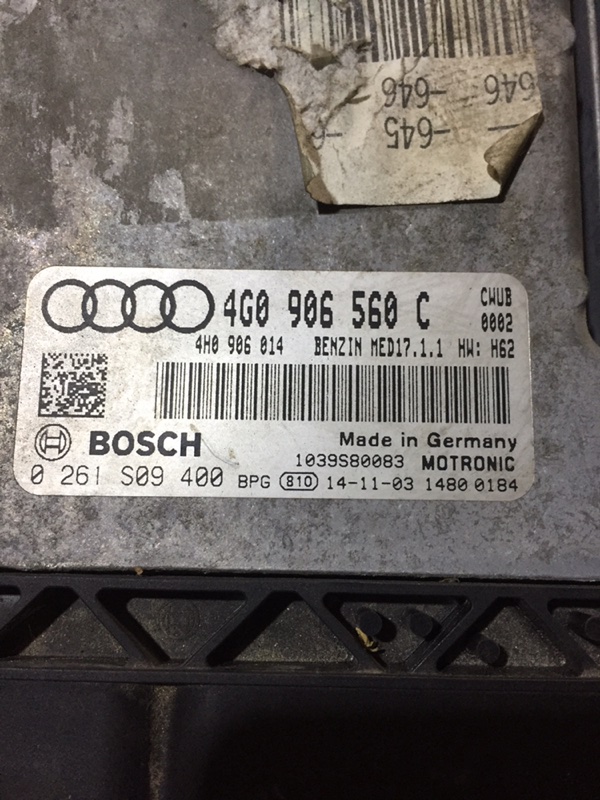 646 -646
- -645 -
4G0 906 560 C
CWUB
0002
4H0 906 014 BENZIN MED17.1.1 HW: H62
BOSCH
Made in Germany
1039S80083 MOTRONIC
0 261 S09 400 BPG 810 14-11-03 1480 0184